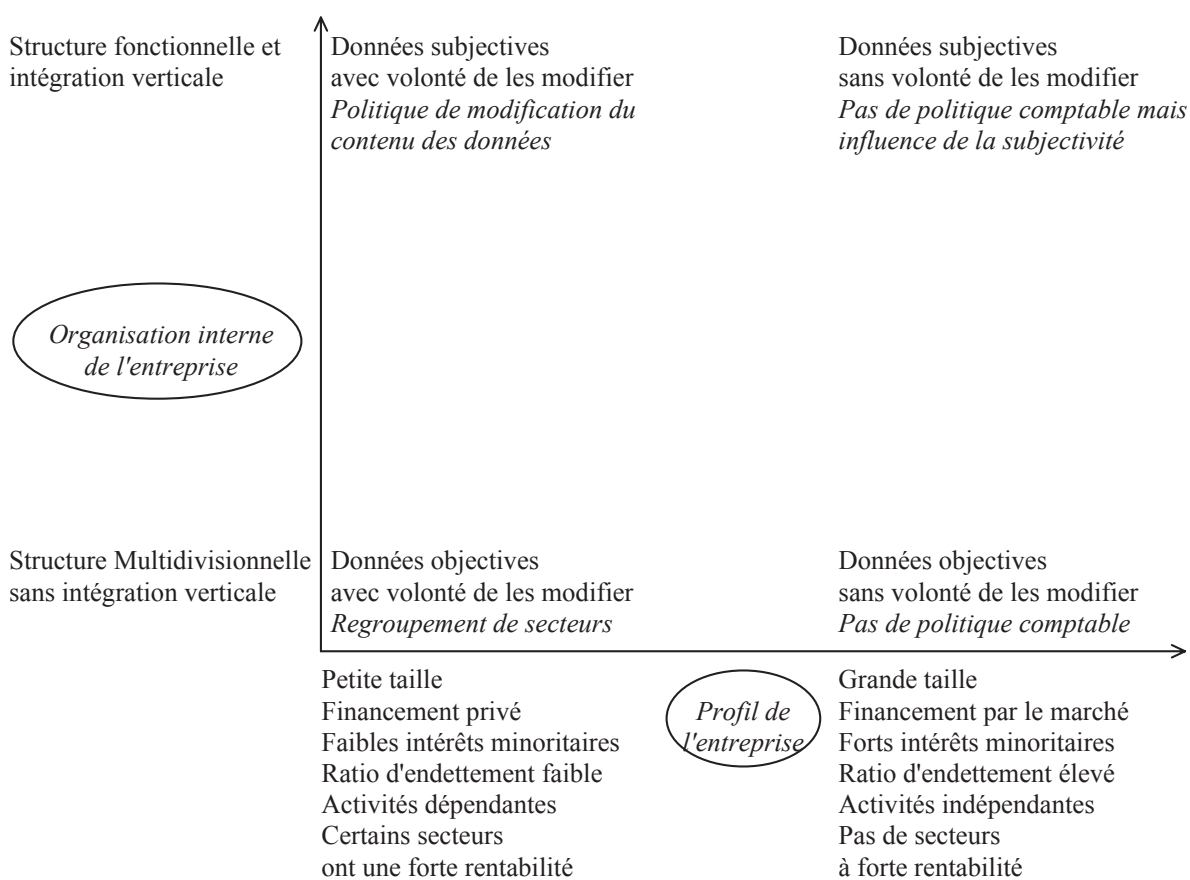 Structure fonctionnelle et
intégration verticale
Données subjectives
avec volonté de les modifier
Politique de modification du
contenu des données
Données subjectives
sans volonté de les modifier
Pas de politique comptable mais
influence de la subjectivité
Organisation interne
de l'entreprise
Structure Multidivisionnelle
sans intégration verticale
Données objectives
avec volonté de les modifier
Regroupement de secteurs
Données objectives
sans volonté de les modifier
Pas de politique comptable
Petite taille
Financement privé
Faibles intérêts minoritaires
Ratio d'endettement faible
Activités dépendantes
Certains secteurs
ont une forte rentabilité
Profil de
l'entreprise
Grande taille
Financement par le marché
Forts intérêts minoritaires
Ratio d'endettement élevé
Activités indépendantes
Pas de secteurs
à forte rentabilité